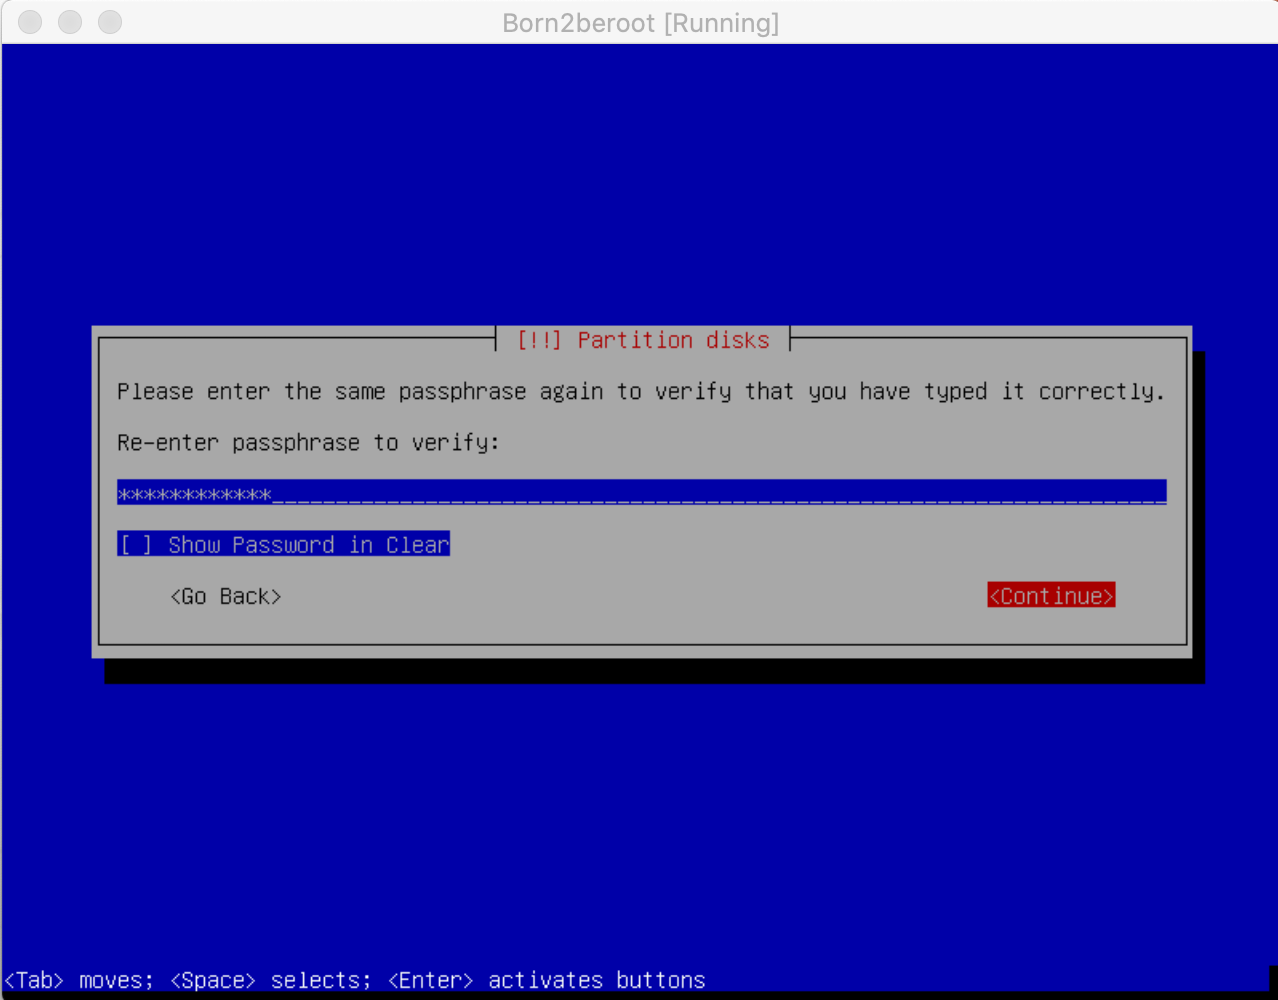 Born2beroot [Running]
[!!] Partition disks
Please enter the same passphrase again to verify that you have typed it correctly.
Re-enter passphrase to verify:
************______________________________________________________________________
[ ] Show Password in Clear
<Go Back> <Continue>
<Tab> moves; <Space> selects; <Enter> activates buttons